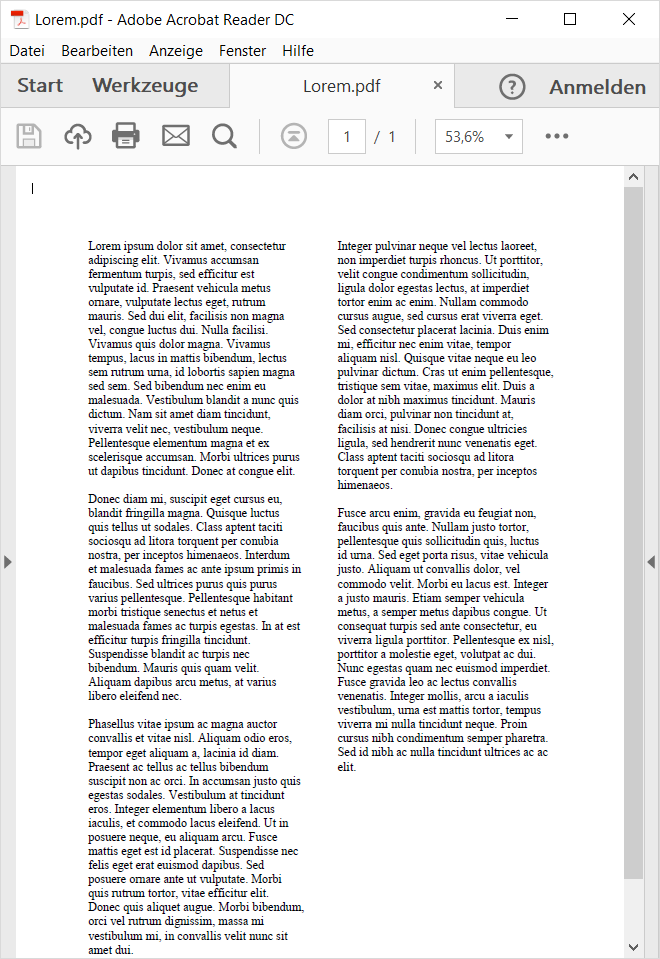 Lorem.pdf - Adobe Acrobat Reader DC
Datei Bearbeiten Anzeige Fenster Hilfe
Start Werkzeuge Lorem.pdf × ? Anmelden
1 / 1 53,6%
Lorem ipsum dolor sit amet, consectetur
adipiscing elit. Vivamus accumsan
fermentum turpis, sed efficitur est
vulputate id. Praesent vehicula metus
ornare, vulputate lectus eget, rutrum
mauris. Sed dui elit, facilisis non magna
vel, congue luctus dui. Nulla facilisi.
Vivamus quis dolor magna. Vivamus
tempus, lacus in mattis bibendum, lectus
sem rutrum urna, id lobortis sapien magna
sed sem. Sed bibendum nec enim eu
malesuada. Vestibulum blandit a nunc quis
dictum. Nam sit amet diam tincidunt,
viverra velit nec, vestibulum neque.
Pellentesque elementum magna et ex
scelerisque accumsan. Morbi ultrices purus
ut dapibus tincidunt. Donec at congue elit.
Donec diam mi, suscipit eget cursus eu,
blandit fringilla magna. Quisque luctus
quis tellus ut sodales. Class aptent taciti
sociosqu ad litora torquent per conubia
nostra, per inceptos himenaeos. Interdum
et malesuada fames ac ante ipsum primis in
faucibus. Sed ultrices purus quis purus
varius pellentesque. Pellentesque habitant
morbi tristique senectus et netus et
malesuada fames ac turpis egestas. In at est
efficitur turpis fringilla tincidunt.
Suspendisse blandit ac turpis nec
bibendum. Mauris quis quam velit.
Aliquam dapibus arcu metus, at varius
libero eleifend nec.
Phasellus vitae ipsum ac magna auctor
convallis et vitae nisl. Aliquam odio eros,
tempor eget aliquam a, lacinia id diam.
Praesent ac tellus ac tellus bibendum
suscipit non ac orci. In accumsan justo quis
egestas sodales. Vestibulum at tincidunt
eros. Integer elementum libero a lacus
iaculis, et commodo lacus eleifend. Ut in
posuere neque, eu aliquam arcu. Fusce
mattis eget est id placerat. Suspendisse nec
felis eget erat euismod dapibus. Sed
posuere ornare ante ut vulputate. Morbi
quis rutrum tortor, vitae efficitur elit.
Donec quis aliquet augue. Morbi bibendum,
orci vel rutrum dignissim, massa mi
vestibulum mi, in convallis velit nunc sit
amet dui.
Integer pulvinar neque vel lectus laoreet,
non imperdiet turpis rhoncus. Ut porttitor,
velit congue condimentum sollicitudin,
ligula dolor egestas lectus, at imperdiet
tortor enim ac enim. Nullam commodo
cursus augue, sed cursus erat viverra eget.
Sed consectetur placerat lacinia. Duis enim
mi, efficitur nec enim vitae, tempor
aliquam nisl. Quisque vitae neque eu leo
pulvinar dictum. Cras ut enim pellentesque,
tristique sem vitae, maximus elit. Duis a
dolor at nibh maximus tincidunt. Mauris
diam orci, pulvinar non tincidunt at,
facilisis at nisi. Donec congue ultricies
ligula, sed hendrerit nunc venenatis eget.
Class aptent taciti sociosqu ad litora
torquent per conubia nostra, per inceptos
himenaeos.
Fusce arcu enim, gravida eu feugiat non,
faucibus quis ante. Nullam justo tortor,
pellentesque quis sollicitudin quis, luctus
id urna. Sed eget porta risus, vitae vehicula
justo. Aliquam ut convallis dolor, vel
commodo velit. Morbi eu lacus est. Integer
a justo mauris. Etiam semper vehicula
metus, a semper metus dapibus congue. Ut
consequat turpis sed ante consectetur, eu
viverra ligula porttitor. Pellentesque ex nisl,
porttitor a molestie eget, volutpat ac dui.
Nunc egestas quam nec euismod imperdiet.
Fusce gravida leo ac lectus convallis
venenatis. Integer mollis, arcu a iaculis
vestibulum, urna est mattis tortor, tempus
viverra mi nulla tincidunt neque. Proin
cursus nibh condimentum semper pharetra.
Sed id nibh ac nulla tincidunt ultrices ac ac
elit.